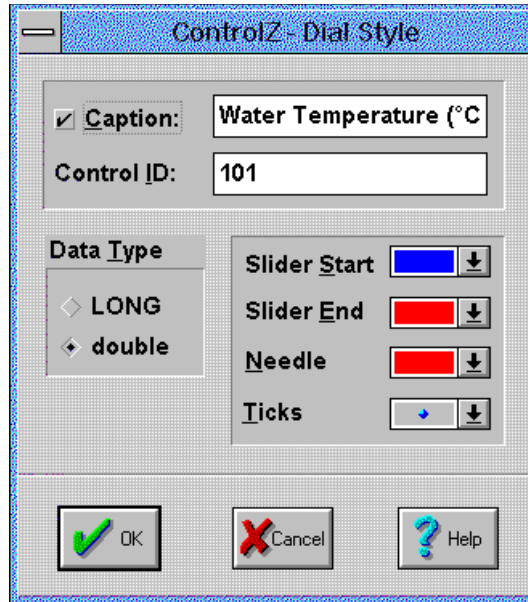 ControlZ - Dial Style
Caption:
Water Temperature (°C
Control ID:
101
Data Type
LONG
double
Slider Start
Slider End
Needle
Ticks
OK
Cancel
Help